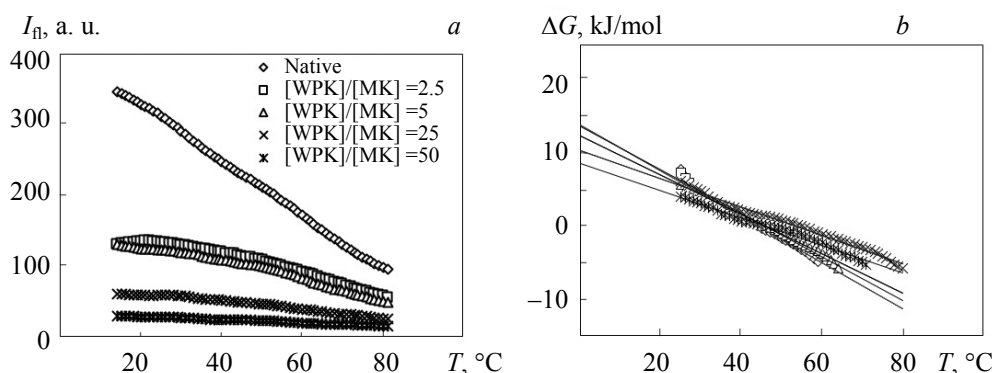 I fl, a. u.
a
400
300
200
100
0
20
40
60
80
T, °C
Native
[WPK]/[MK] =2.5
[WPK]/[MK] =5
[WPK]/[MK] =25
[WPK]/[MK] =50
ΔG, kJ/mol
b
20
10
0
−10
20
40
60
80
T, °C